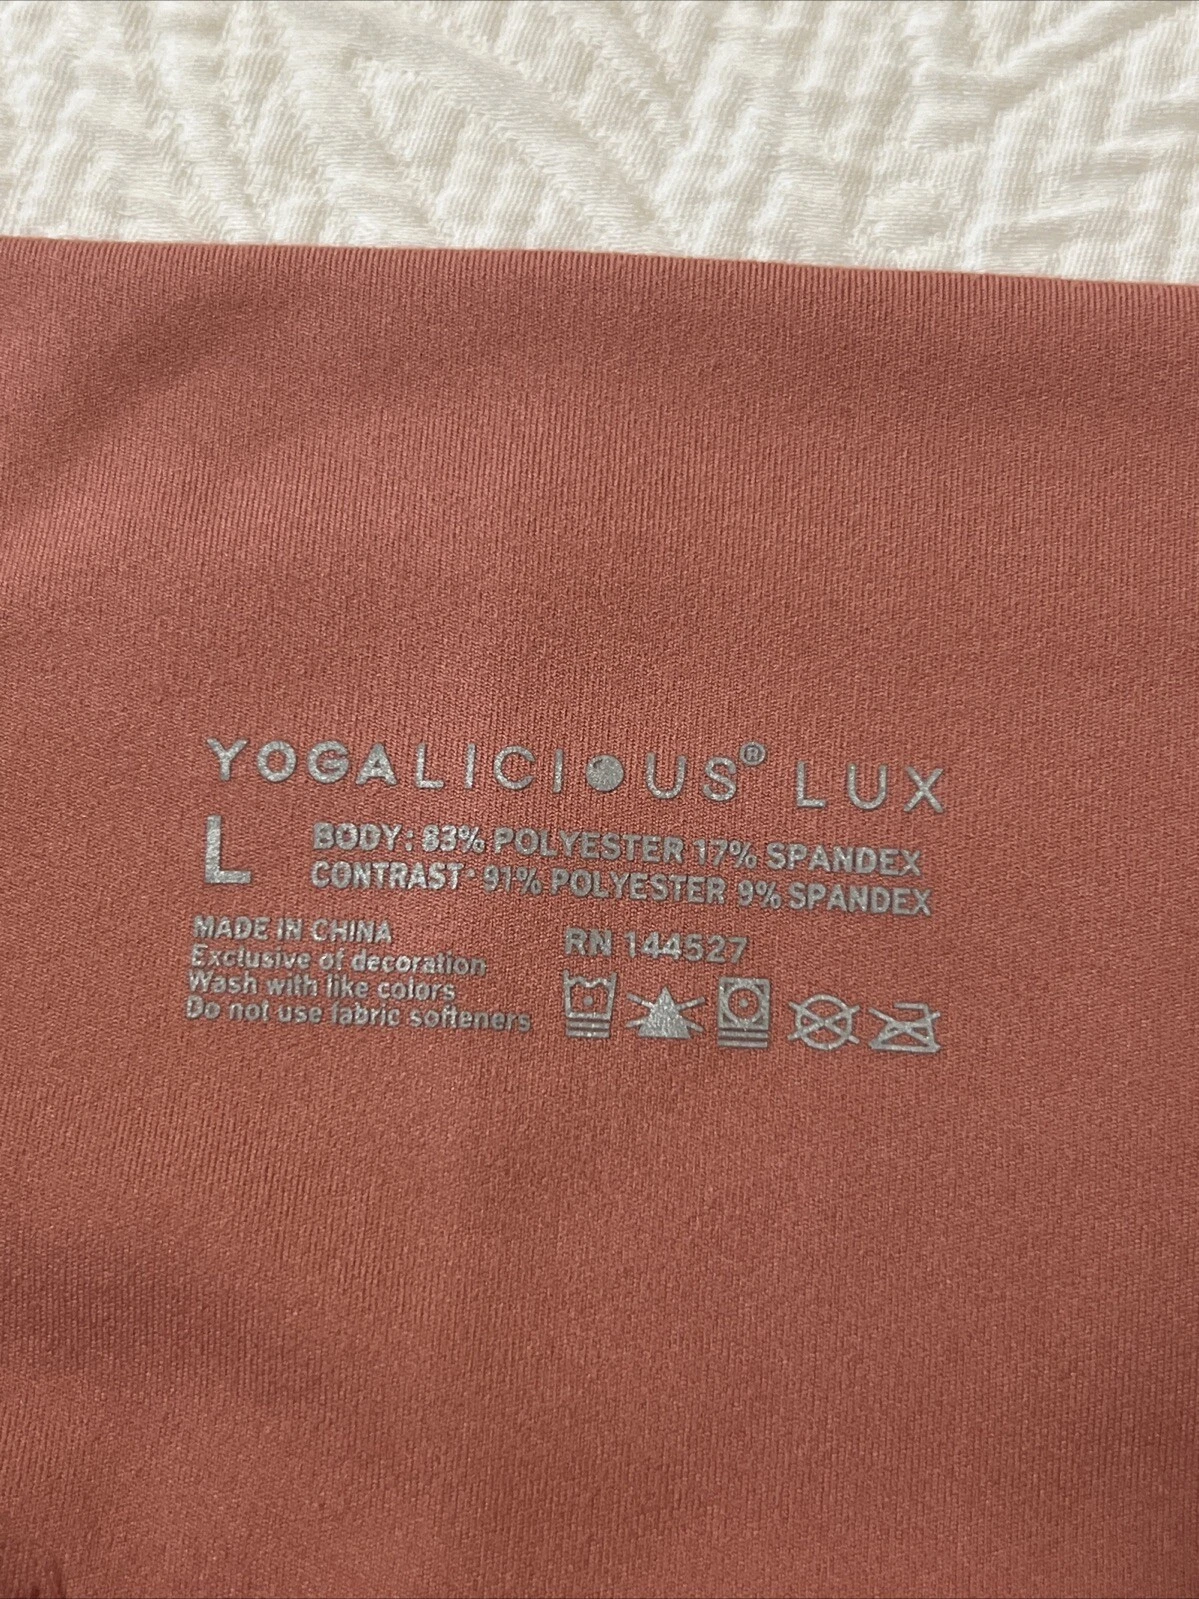 YOGALICIOUS® LUX
L
BODY: 83% POLYESTER 17% SPANDEX
CONTRAST: 91% POLYESTER 9% SPANDEX
MADE IN CHINA
Exclusive of decoration
Wash with like colors
Do not use fabric softeners
RN 144527